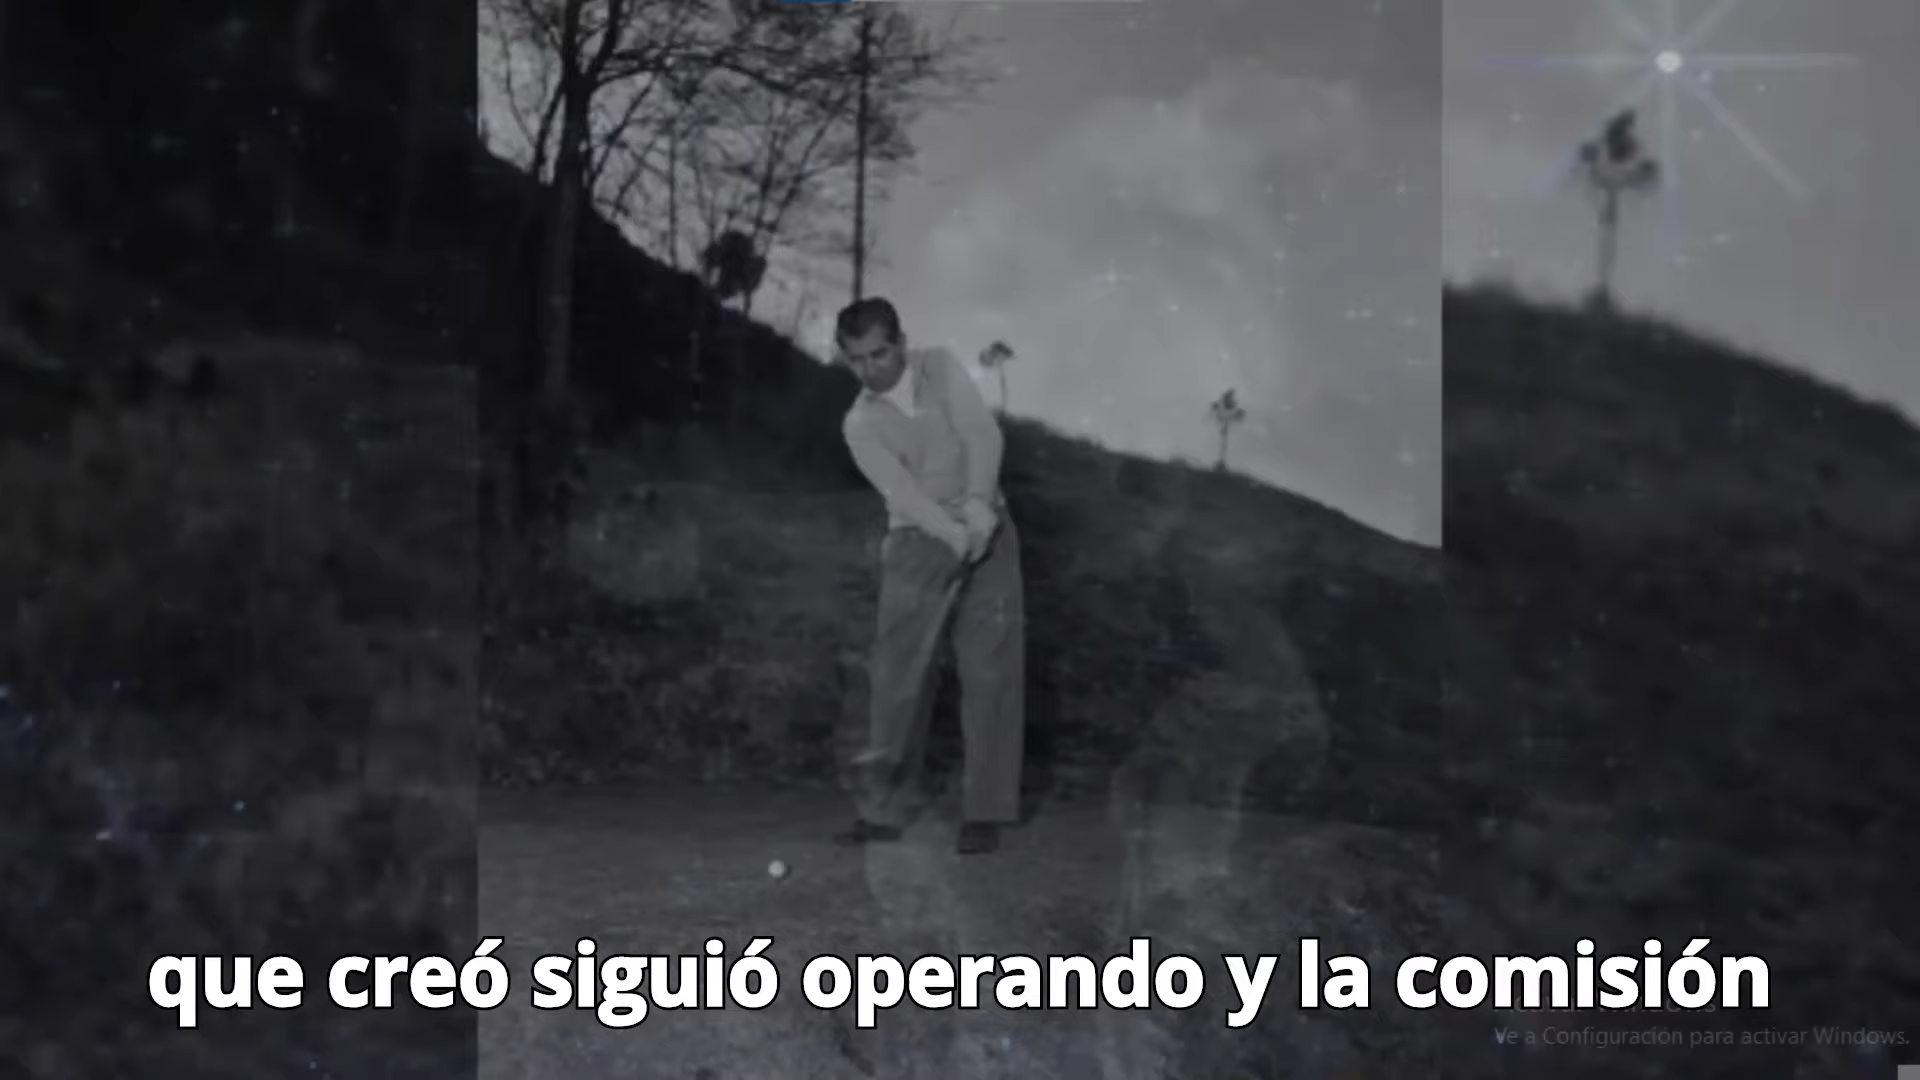 que creó siguió operando y la comisión
Ve a Configuración para activar Windows.